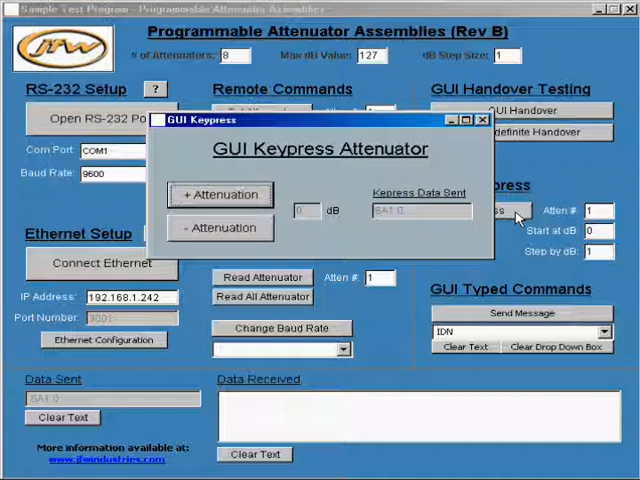 Sample Test Program - Programmable Attenuator Assemblies
jfw
Programmable Attenuator Assemblies (Rev B)
# of Attenuators: 8
Max dB Value: 127
dB Step Size: 1
RS-232 Setup ?
Remote Commands
GUI Handover Testing
Open RS-232 Po
GUI Handover
definite Handover
Com Port: COM1
Baud Rate: 9600
GUI Keypress
GUI Keypress Attenuator
+ Attenuation
- Attenuation
0 dB
Kepress Data Sent
SA1 0
press
ss
Atten # 1
Start at dB: 0
Step by dB: 1
Ethernet Setup
Connect Ethernet
IP Address: 192.168.1.242
Port Number: 3001
Ethernet Configuration
Read Attenuator
Atten #: 1
Read All Attenuator
Change Baud Rate
GUI Typed Commands
Send Message
IDN
Clear Text
Clear Drop Down Box
Data Sent
SA1 0
Clear Text
Data Received
Clear Text
More information available at:
www.jfwindustries.com